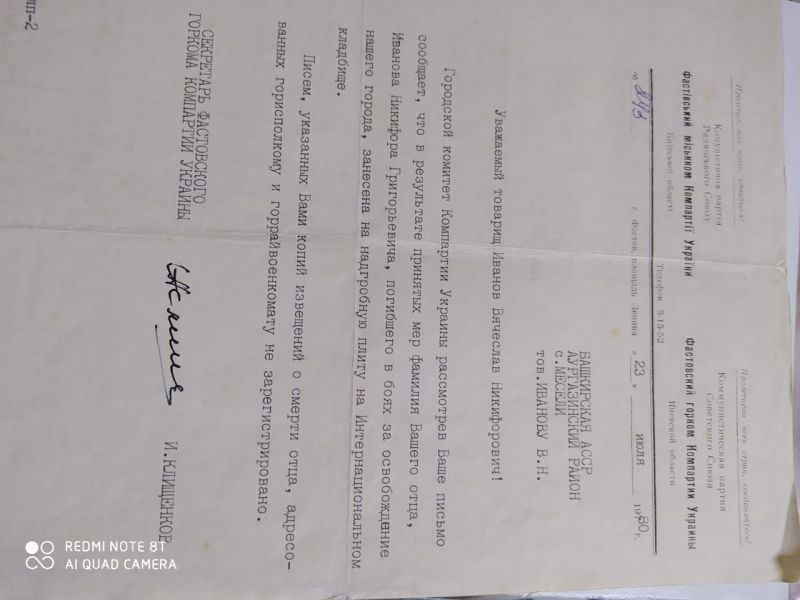 Пролетарі всіх країн, єднайтеся!
Комуністична партія
Радянського Союзу
Фастівський міськком Компартії України
Київської області
Пролетарии всех стран, соединяйтесь!
Коммунистическая партия
Советского Союза
Фастовский горком Компартии Украины
Киевской области
Телефон 5-15-52
№ 243 г. Фастов, площадь Ленина « 23 » ИЮЛЯ 1980 г.
БАШКИРСКАЯ АССР
АУРГАЗИНСКИЙ РАЙОН
с.МЕСЕЛИ
тов.ИВАНОВУ В.Н.
Уважаемый товарищ Иванов Вячеслав Никифорович!
Городской комитет Компартии Украины рассмотрев Ваше письмо
сообщает, что в результате принятых мер фамилия Вашего отца,
Иванова Никифора Григорьевича, погибшего в боях за освобождение
нашего города, занесена на надгробную плиту на Интернациональном
кладбище.
Писем, указанных Вами копий извещений о смерти отца, адресо-
ванных горисполкому и горрайвоенкомату не зарегистрировано.
СЕКРЕТАРЬ ФАСТОВСКОГО
ГОРКОМА КОМПАРТИИ УКРАИНЫ
И.КЛИЩЕНКОВ
мп-2
REDMI NOTE 8T
AI QUAD CAMERA